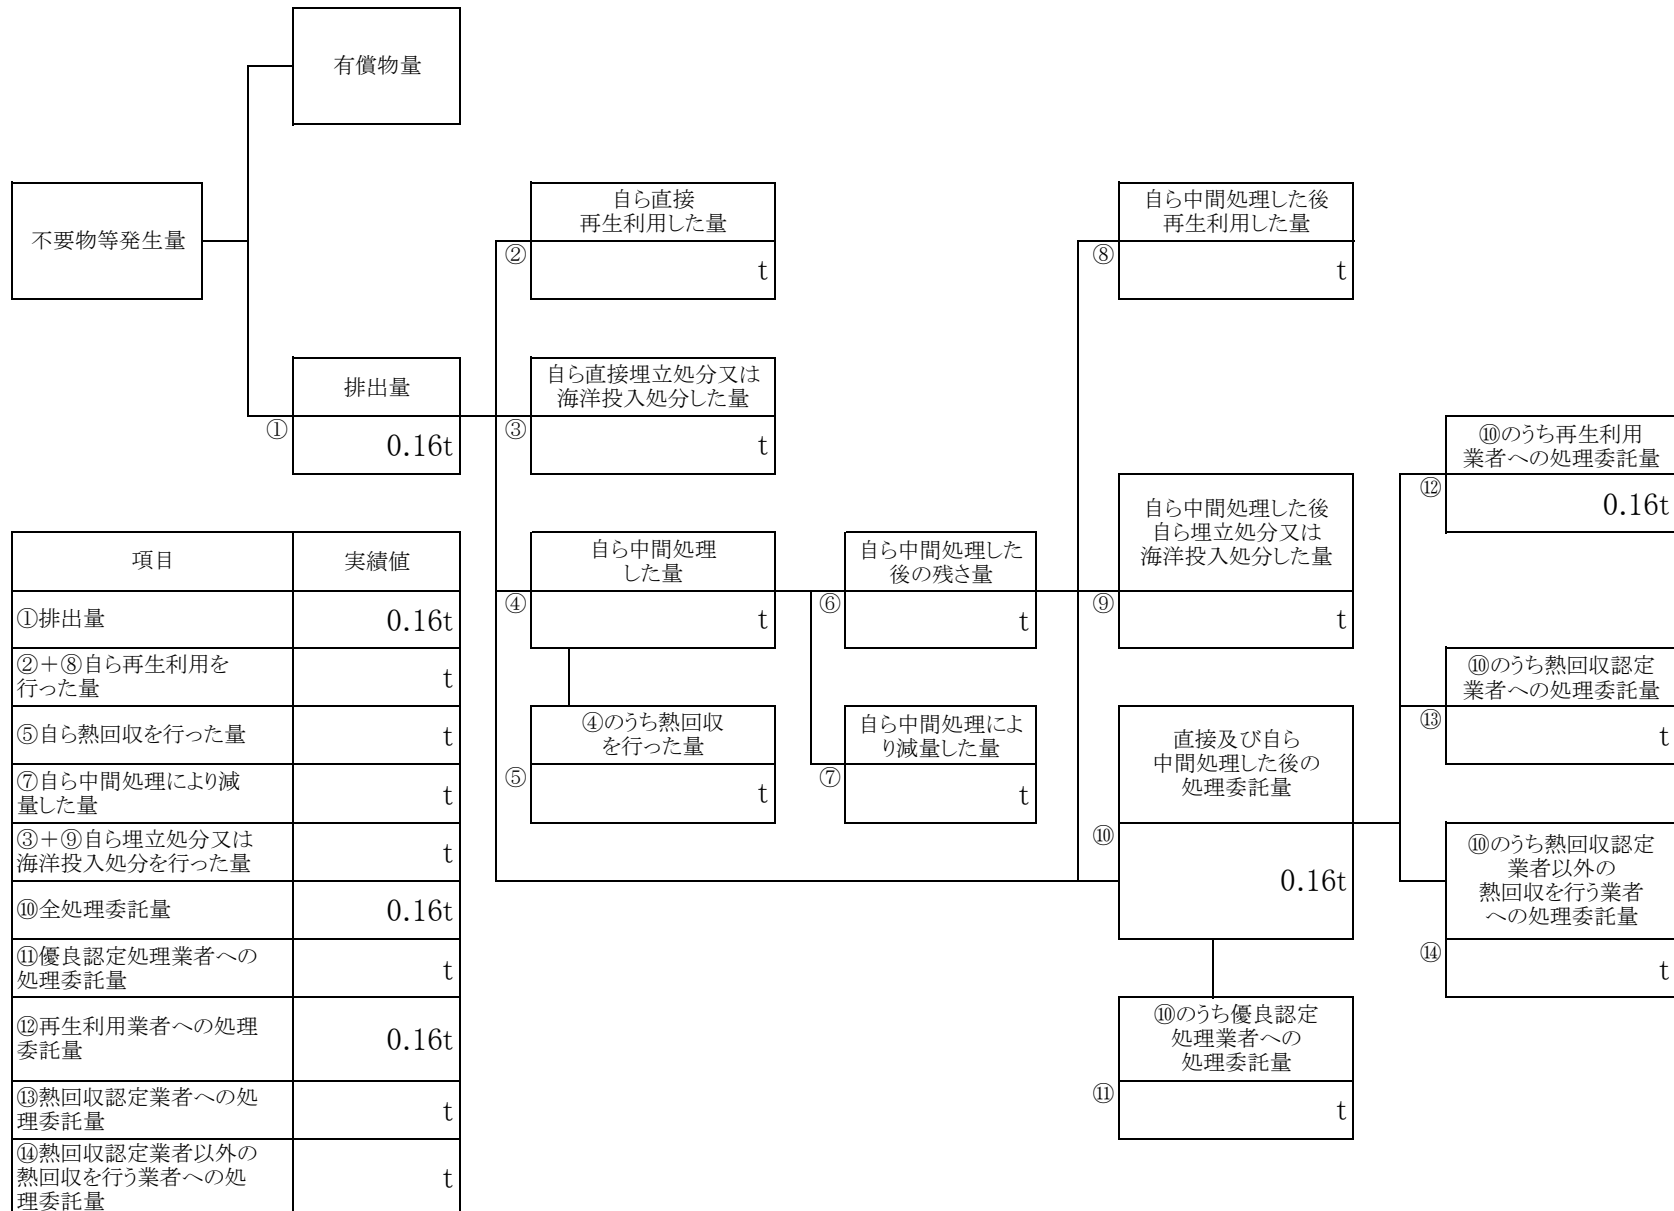 有償物量
不要物等発生量
自ら直接
再生利用した量
②
t
自ら中間処理した後
再生利用した量
⑧
t
排出量
①
0.16t
自ら直接埋立処分又は
海洋投入処分した量
③
t
⑩のうち再生利用
業者への処理委託量
⑫
0.16t
自ら中間処理
した量
④
t
自ら中間処理した
後の残さ量
⑥
t
自ら中間処理した後
自ら埋立処分又は
海洋投入処分した量
⑨
t
⑩のうち熱回収認定
業者への処理委託量
⑬
t
④のうち熱回収
を行った量
⑤
t
自ら中間処理によ
り減量した量
⑦
t
直接及び自ら
中間処理した後の
処理委託量
⑩
0.16t
⑩のうち熱回収認定
業者以外の
熱回収を行う業者
への処理委託量
⑭
t
⑩のうち優良認定
処理業者への
処理委託量
⑪
t
項目 実績値
①排出量 0.16t
②+⑧自ら再生利用を
行った量 t
⑤自ら熱回収を行った量 t
⑦自ら中間処理により減
量した量 t
③+⑨自ら埋立処分又は
海洋投入処分を行った量 t
⑩全処理委託量 0.16t
⑪優良認定処理業者への
処理委託量 t
⑫再生利用業者への処理
委託量 0.16t
⑬熱回収認定業者への処
理委託量 t
⑭熱回収認定業者以外の
熱回収を行う業者への処
理委託量 t